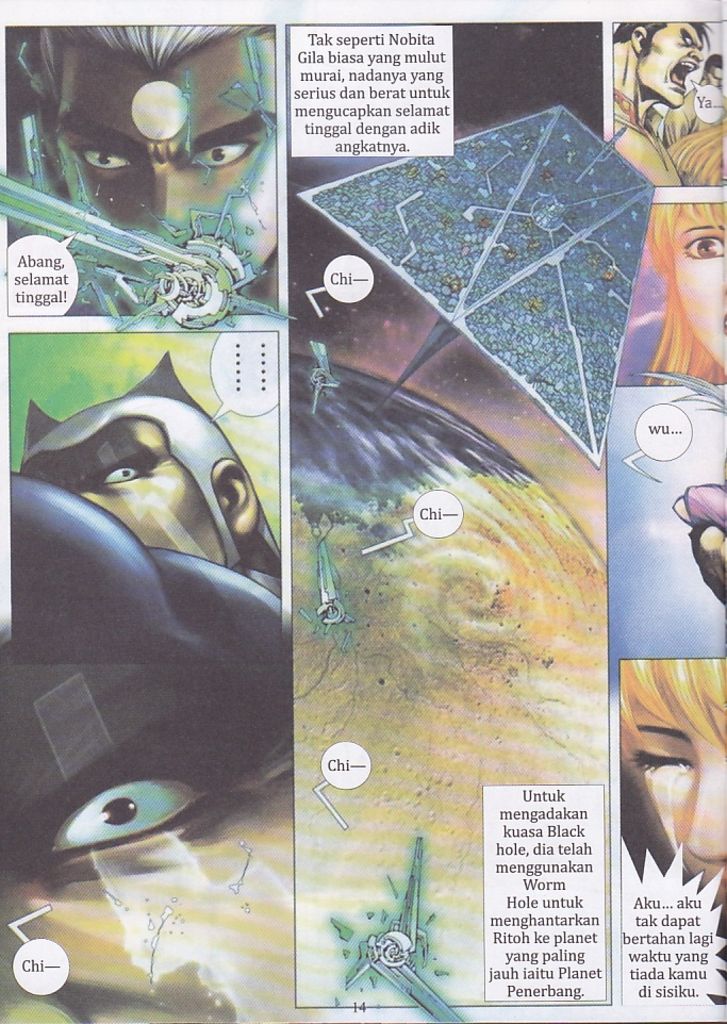 Abang,
selamat
tinggal!
Tak seperti Nobita
Gila biasa yang mulut
murai, nadanya yang
serius dan berat untuk
mengucapkan selamat
tinggal dengan adik
angkatnya.
Chi—
Chi—
Chi—
Chi—
Untuk
mengadakan
kuasa Black
hole, dia telah
menggunakan
Worm
Hole untuk
menghantarkan
Ritoh ke planet
yang paling
jauh iaitu Planet
Penerbang.
Ya...
wu...
Aku... aku
tak dapat
bertahan lagi
waktu yang
tiada kamu
di sisiku.
14